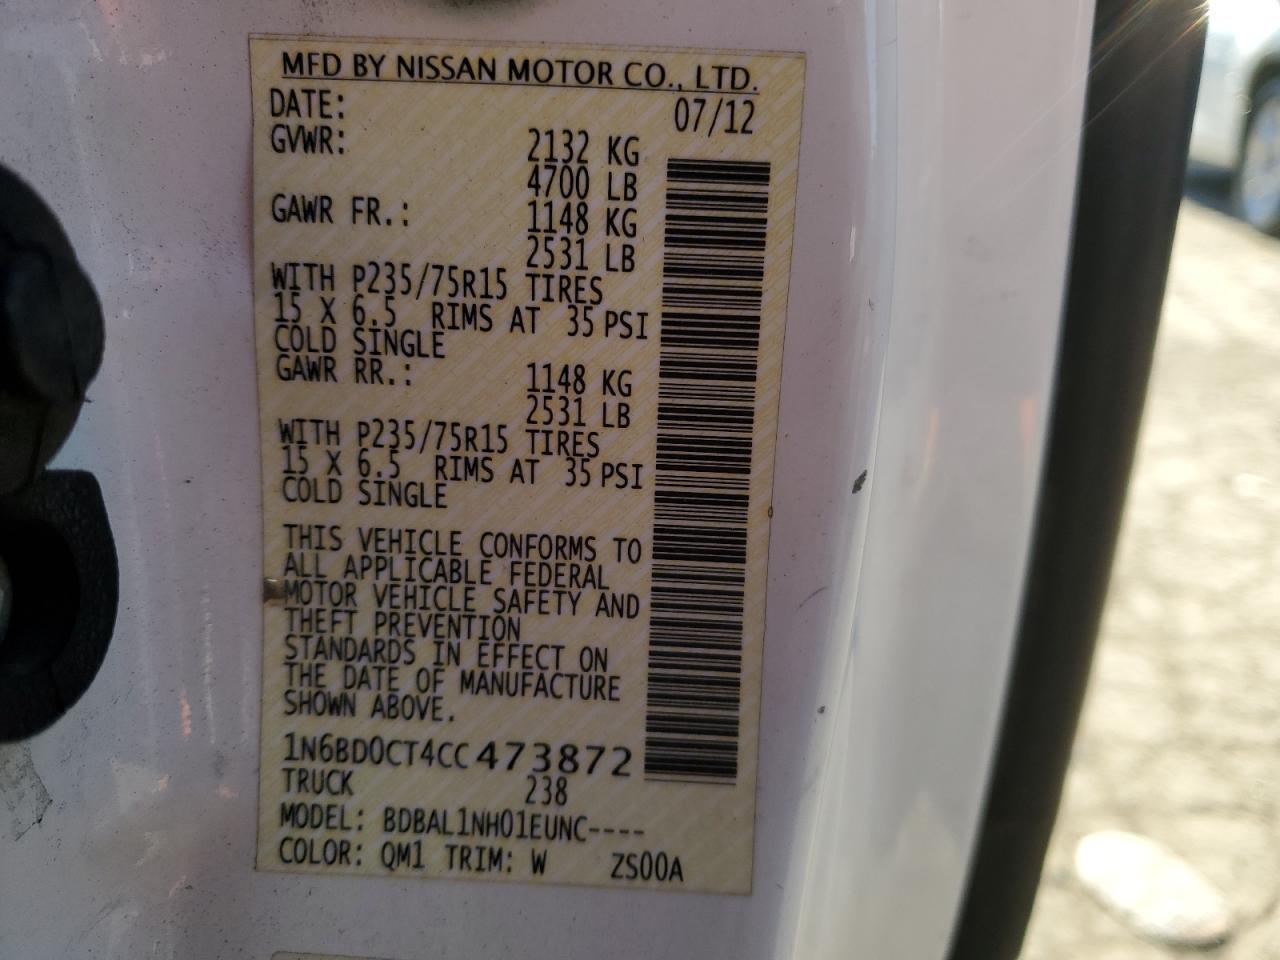 MFD BY NISSAN MOTOR CO., LTD.
DATE: 07/12
GVWR: 2132 KG
4700 LB
GAWR FR.: 1148 KG
2531 LB
WITH P235/75R15 TIRES
15 X 6.5 RIMS AT 35 PSI
COLD SINGLE
GAWR RR.: 1148 KG
2531 LB
WITH P235/75R15 TIRES
15 X 6.5 RIMS AT 35 PSI
COLD SINGLE
THIS VEHICLE CONFORMS TO
ALL APPLICABLE FEDERAL
MOTOR VEHICLE SAFETY AND
THEFT PREVENTION
STANDARDS IN EFFECT ON
THE DATE OF MANUFACTURE
SHOWN ABOVE.
1N6BD0CT4CC473872
TRUCK 238
MODEL: BDBAL1NH01EUNC----
COLOR: QM1 TRIM: W ZS00A